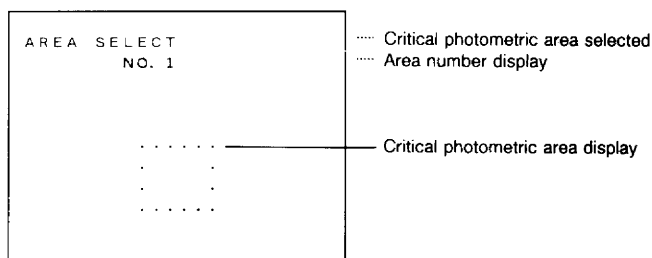 AREA SELECT
NO. 1
Critical photometric area selected
Area number display
Critical photometric area display